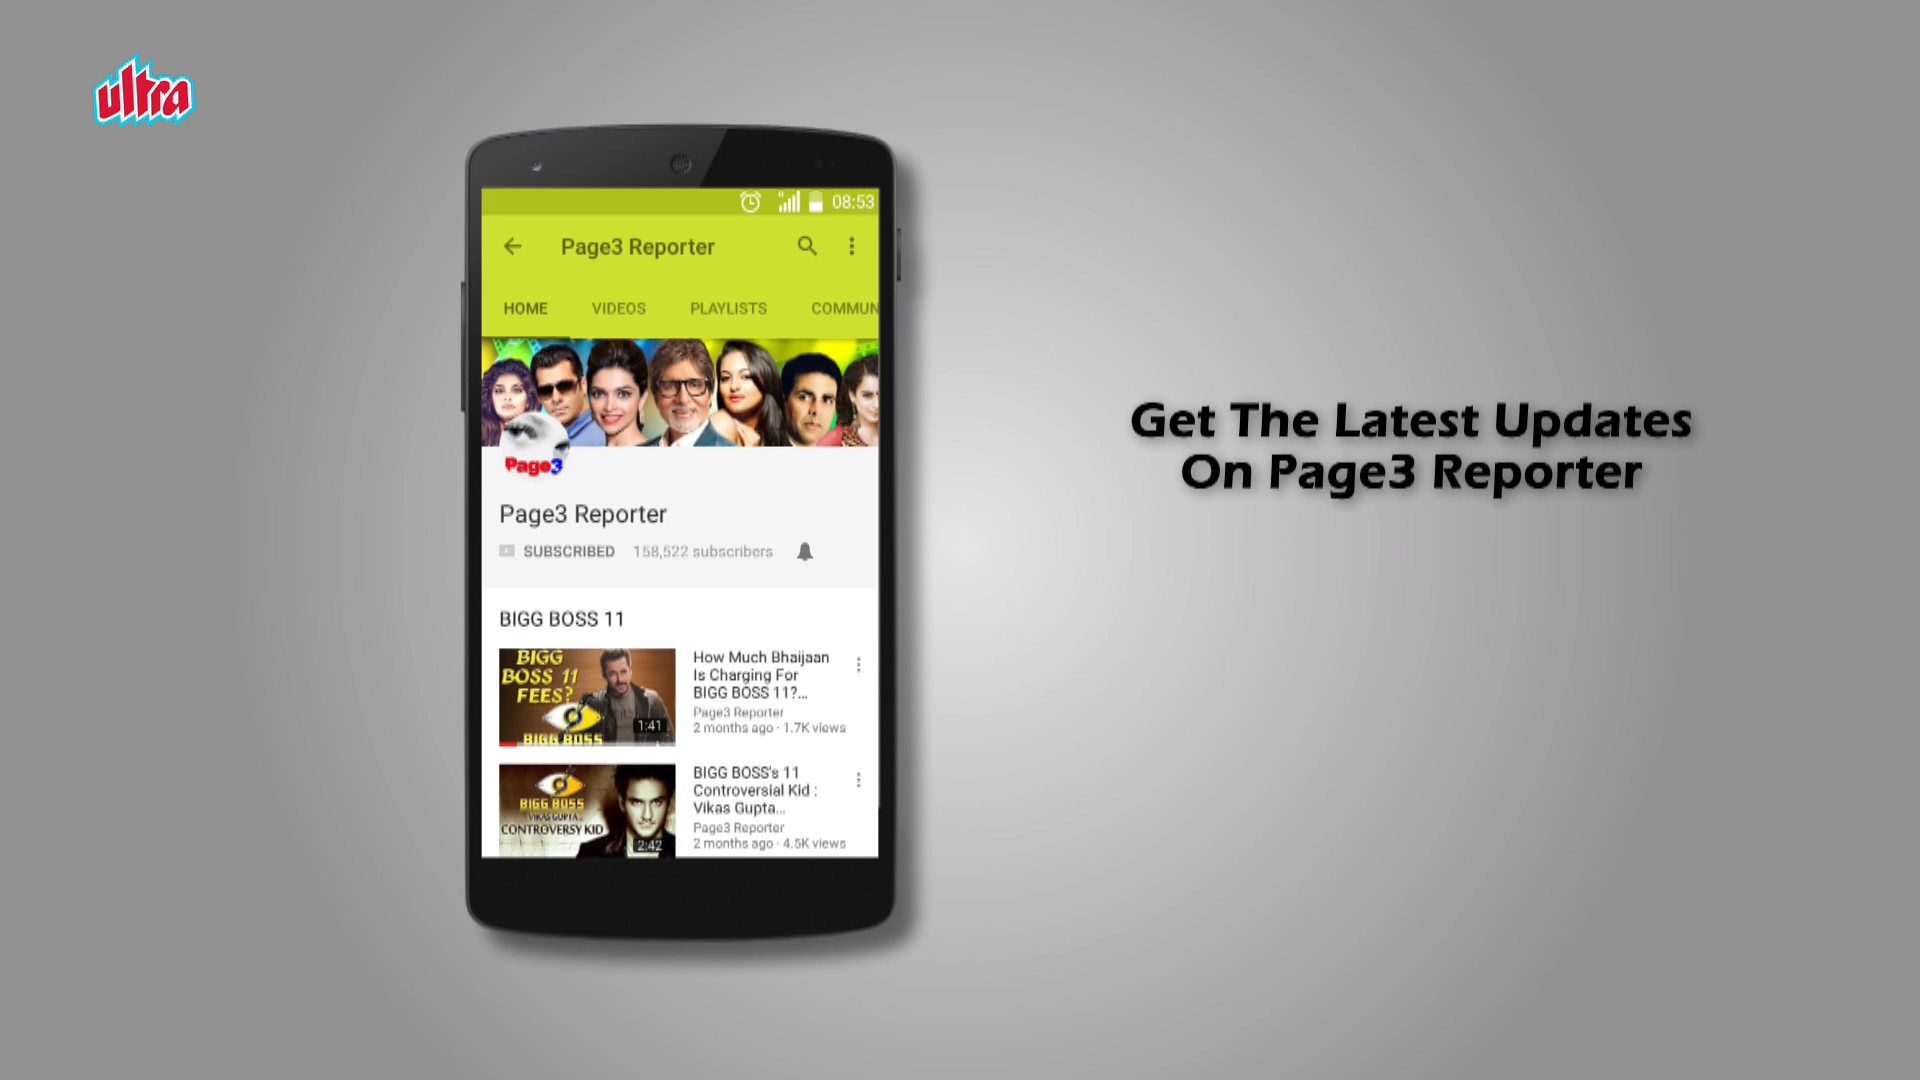 ultra
08:53
Page3 Reporter
HOME VIDEOS PLAYLISTS COMMUN
Page3
Page3 Reporter
SUBSCRIBED 158,522 subscribers
BIGG BOSS 11
BIGG
BOSS 11
FEES?
BIGG BOSS
1:41
How Much Bhaijaan
Is Charging For
BIGG BOSS 11?...
Page3 Reporter
2 months ago · 1.7K views
BIGG BOSS
VIKAS GUPTA..
CONTROVERSY KID
2:42
BIGG BOSS's 11
Controversial Kid :
Vikas Gupta...
Page3 Reporter
2 months ago · 4.5K views
Get The Latest Updates
On Page3 Reporter